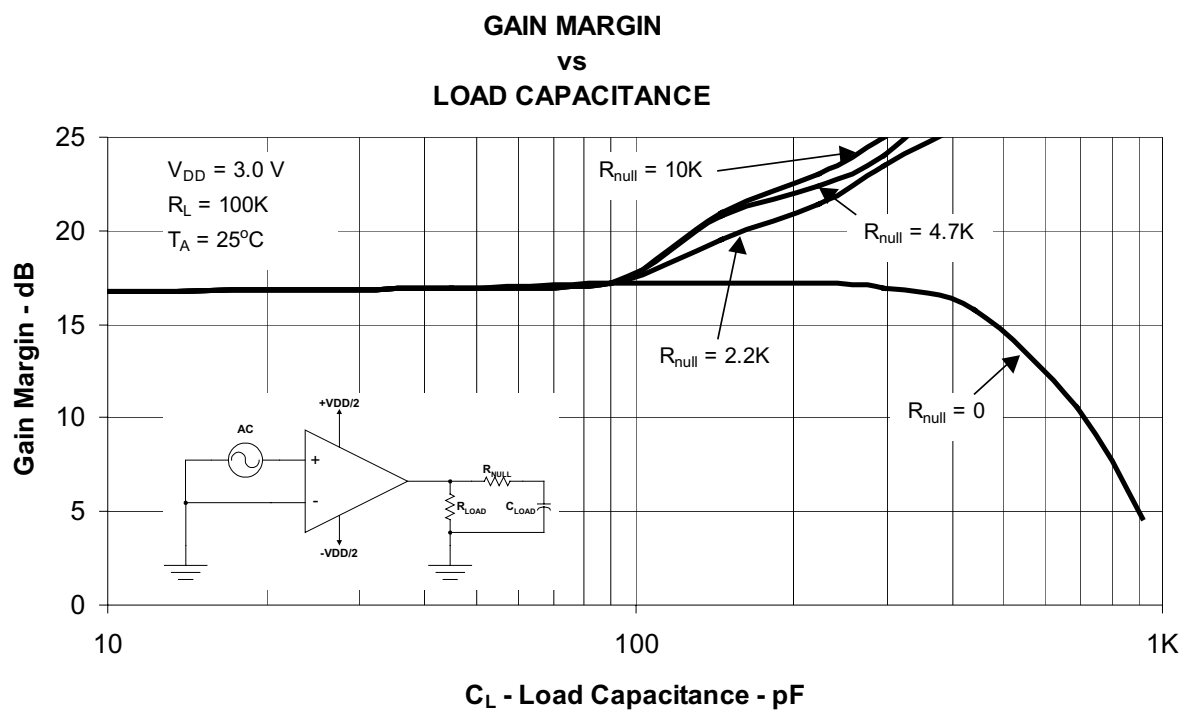 GAIN MARGIN
vs
LOAD CAPACITANCE
Gain Margin - dB
25
20
15
10
5
0
V_DD = 3.0 V
R_L = 100K
T_A = 25°C
R_null = 10K
R_null = 4.7K
R_null = 2.2K
R_null = 0
+VDD/2
AC
+
-
R_NULL
R_LOAD
C_LOAD
-VDD/2
10
100
1K
C_L - Load Capacitance - pF